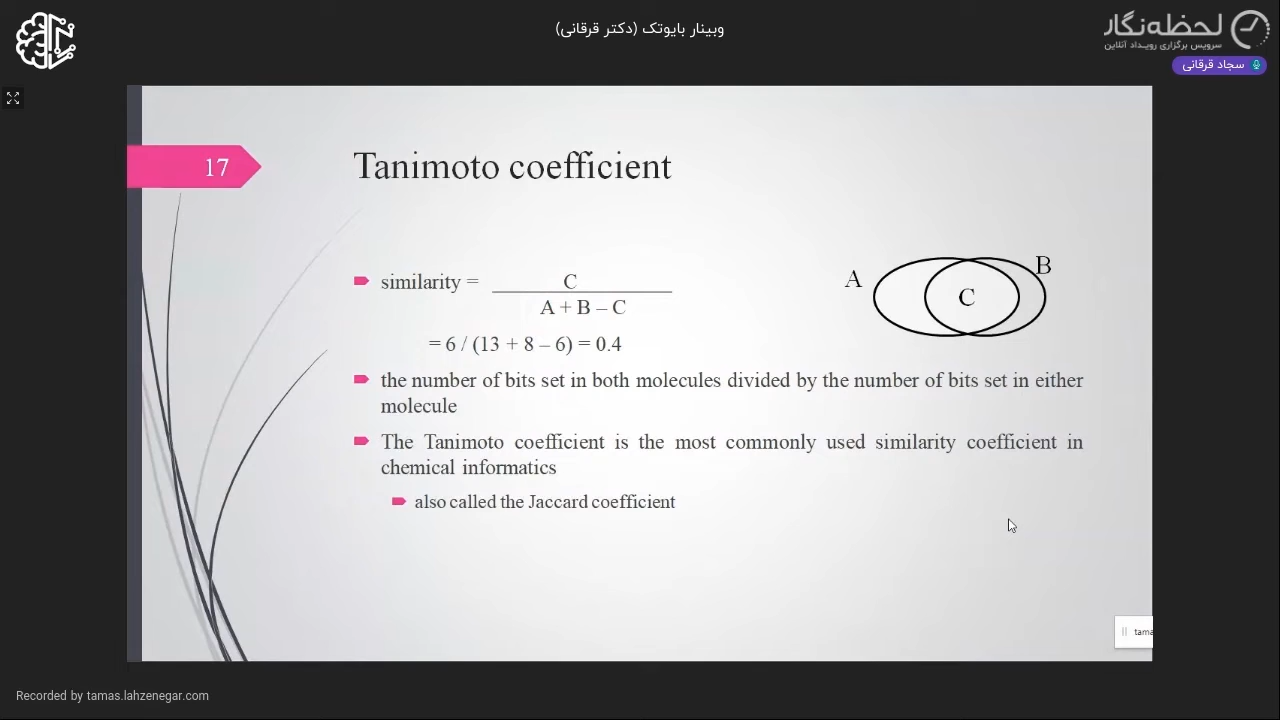 وبینار بایوتک (دکتر قرقانی)
لحظه‌نگار
سرویس برگزاری رویداد آنلاین
سجاد قرقانی
17
Tanimoto coefficient
similarity = C
A + B – C
= 6 / (13 + 8 – 6) = 0.4
A
B
C
the number of bits set in both molecules divided by the number of bits set in either
molecule
The Tanimoto coefficient is the most commonly used similarity coefficient in
chemical informatics
also called the Jaccard coefficient
tama
Recorded by tamas.lahzenegar.com